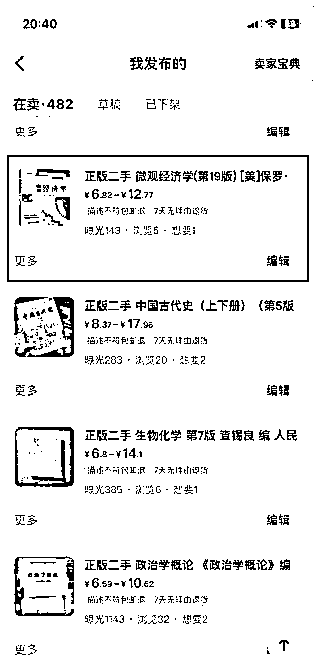 20:40
我发布的
卖家宝典
在卖·482 草稿 已下架
更多 编辑
正版二手 微观经济学(第19版) [美]保罗·
¥6.82-¥12.77
描述不符包邮退 7天无理由退货
曝光143 · 浏览5 · 想要1
更多 编辑
正版二手 中国古代史（上下册）（第5版
¥8.37-¥17.96
描述不符包邮退 7天无理由退货
曝光283 · 浏览20 · 想要2
更多 编辑
正版二手 生物化学 第7版 查锡良 编 人民
¥6.8-¥14.1
描述不符包邮退 7天无理由退货
曝光385 · 浏览6 · 想要1
更多 编辑
正版二手 政治学概论 《政治学概论》编
¥6.59-¥10.62
描述不符包邮退 7天无理由退货
曝光1143 · 浏览32 · 想要2
更多